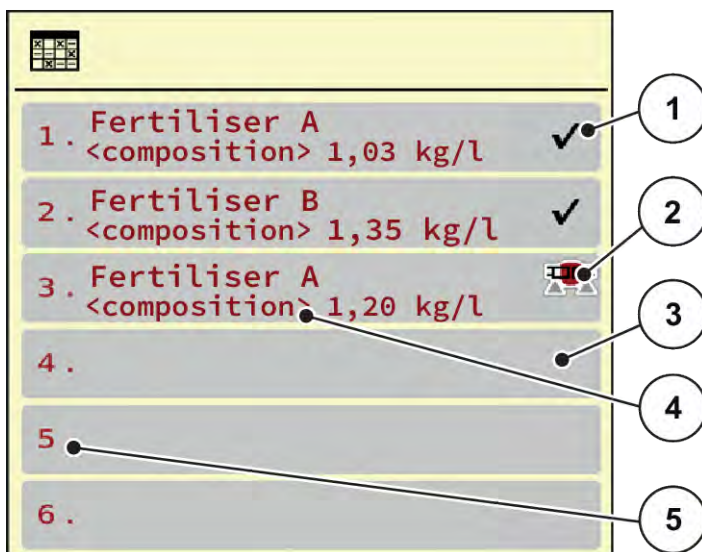 1. Fertiliser A
<composition> 1,03 kg/l
2. Fertiliser B
<composition> 1,35 kg/l
3. Fertiliser A
<composition> 1,20 kg/l
4.
5
6.
1
2
3
4
5